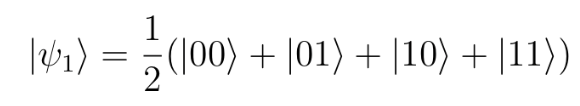 |ψ₁⟩ = 1/2(|00⟩ + |01⟩ + |10⟩ + |11⟩)